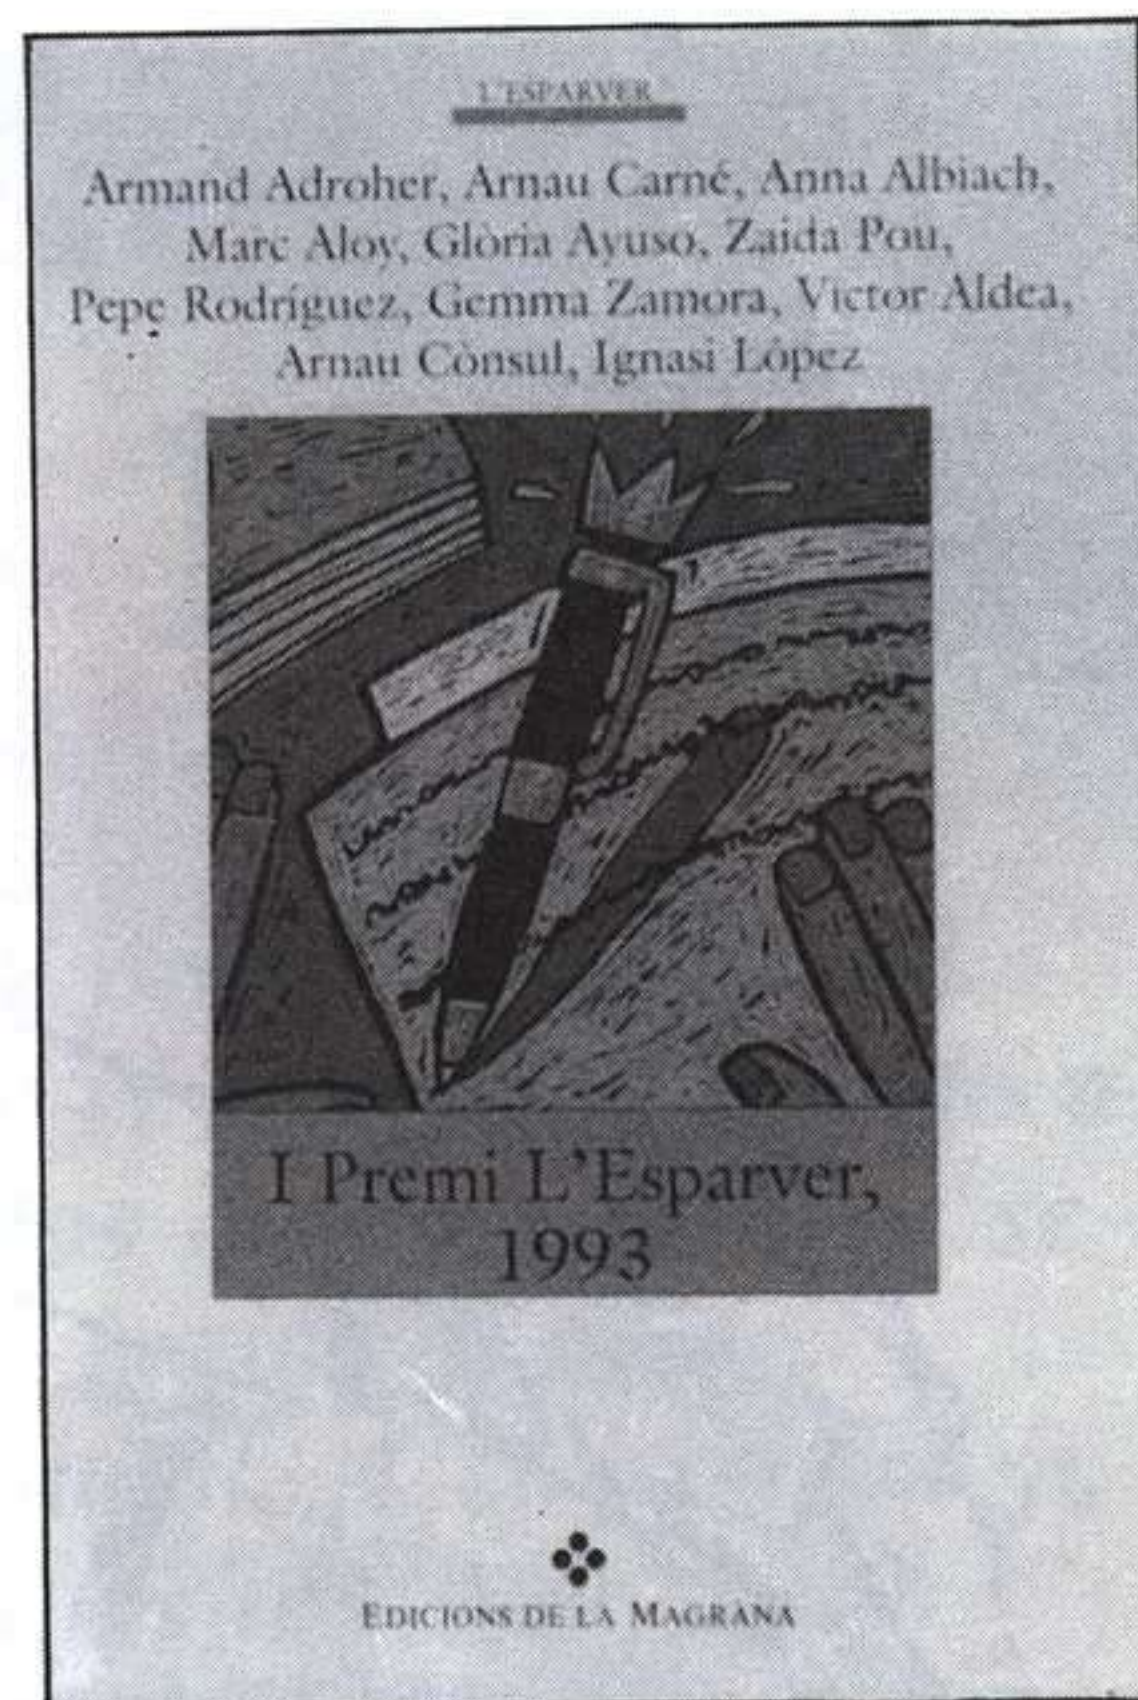 L'ESPARVER
Armand Adroher, Arnau Carné, Anna Albiach,
Marc Aloy, Glòria Ayuso, Zaida Pou,
Pepe Rodríguez, Gemma Zamora, Víctor Aldea,
Arnau Cònsul, Ignasi López
I Premi L'Esparver,
1993
EDICIONS DE LA MAGRANA